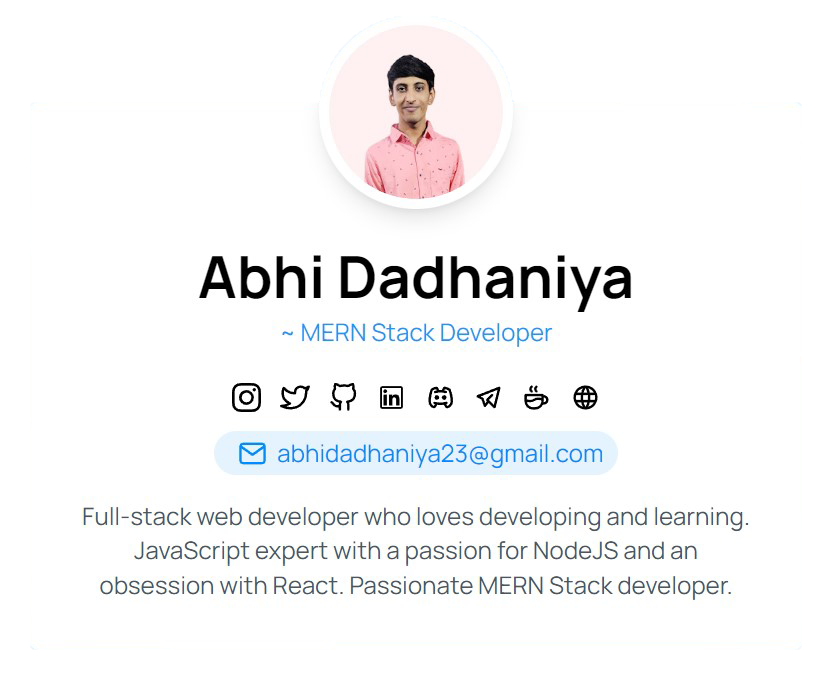 Abhi Dadhaniya
~ MERN Stack Developer
in
abhidadhaniya23@gmail.com
Full-stack web developer who loves developing and learning.
JavaScript expert with a passion for NodeJS and an
obsession with React. Passionate MERN Stack developer.